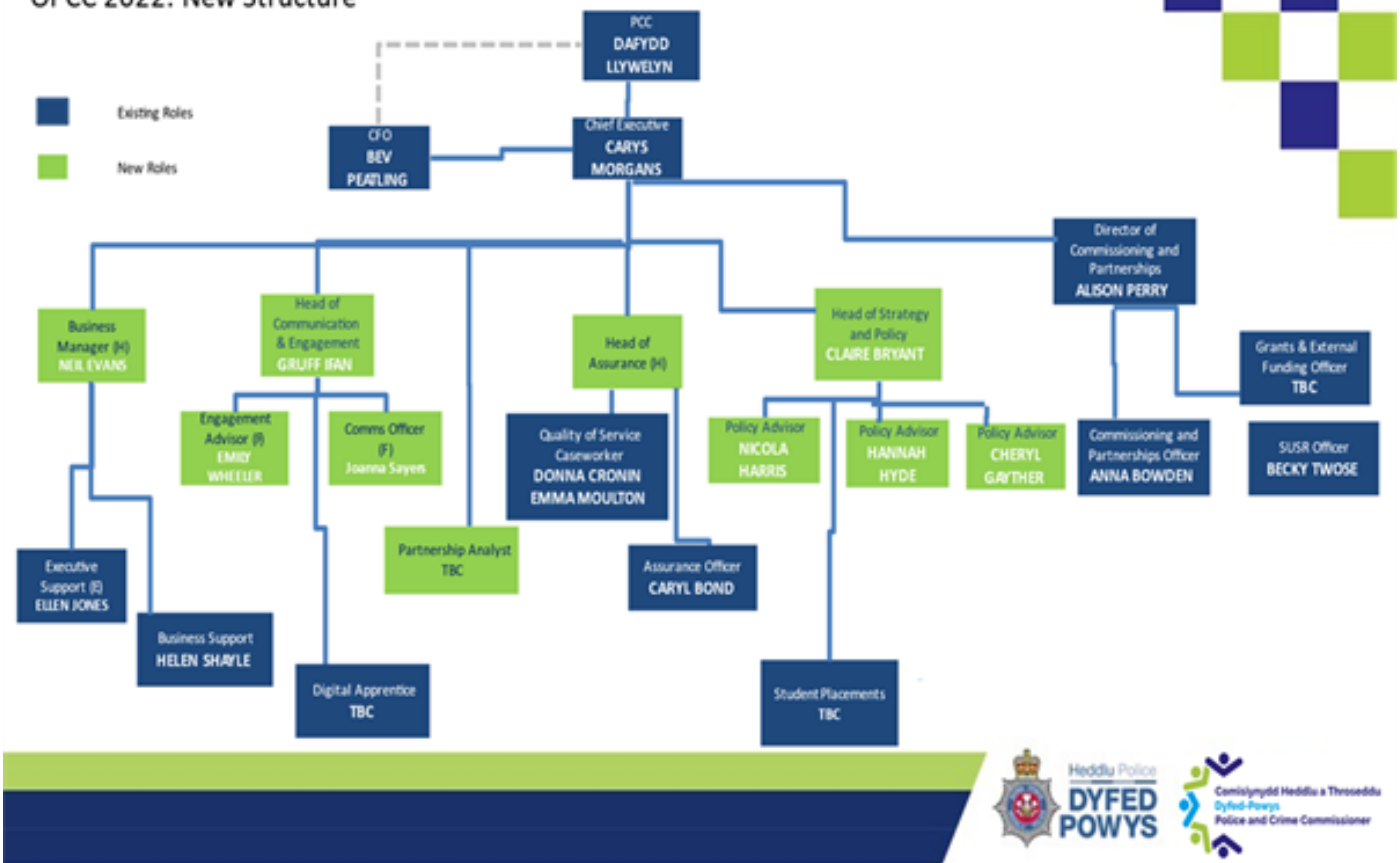 OPCC 2022: New Structure
PCC
DAFYDD
LLYWELYN
Existing Roles
New Roles
CFO
BEV
PEATLING
Chief Executive
CARYS
MORGANS
Director of
Commissioning and
Partnerships
ALISON PERRY
Business
Manager (H)
NEIL EVANS
Head of
Communication
& Engagement
GRUFF IFAN
Head of
Assurance (H)
Head of Strategy
and Policy
CLAIRE BRYANT
Grants & External
Funding Officer
TBC
Engagement
Advisor (F)
EMILY
WHEELER
Comms Officer
(F)
Joanna Sayers
Quality of Service
Caseworker
DONNA CRONIN
EMMA MOULTON
Policy Advisor
NICOLA
HARRIS
Policy Advisor
HANNAH
HYDE
Policy Advisor
CHERYL
GAYTHER
Commissioning and
Partnerships Officer
ANNA BOWDEN
SUSR Officer
BECKY TWOSE
Partnership Analyst
TBC
Executive
Support (E)
ELLEN JONES
Assurance Officer
CARYL BOND
Business Support
HELEN SHAYLE
Digital Apprentice
TBC
Student Placements
TBC
Heddlu Police
DYFED
POWYS
Comisiynydd Heddlu a Throseddu
Dyfed-Powys
Police and Crime Commissioner